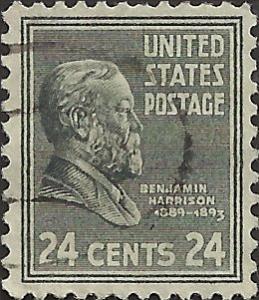 UNITED
STATES
POSTAGE
BENJAMIN
HARRISON
1889-1893
24 CENTS 24